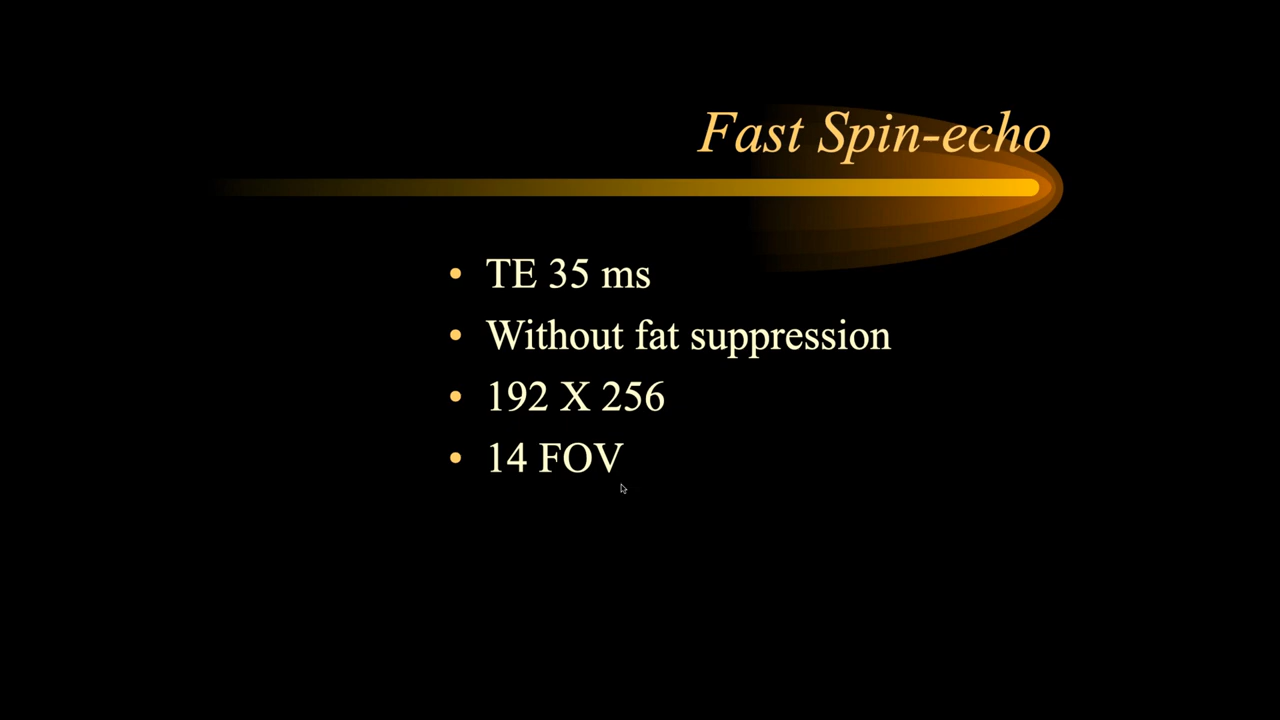 Fast Spin-echo
• TE 35 ms
• Without fat suppression
• 192 X 256
• 14 FOV